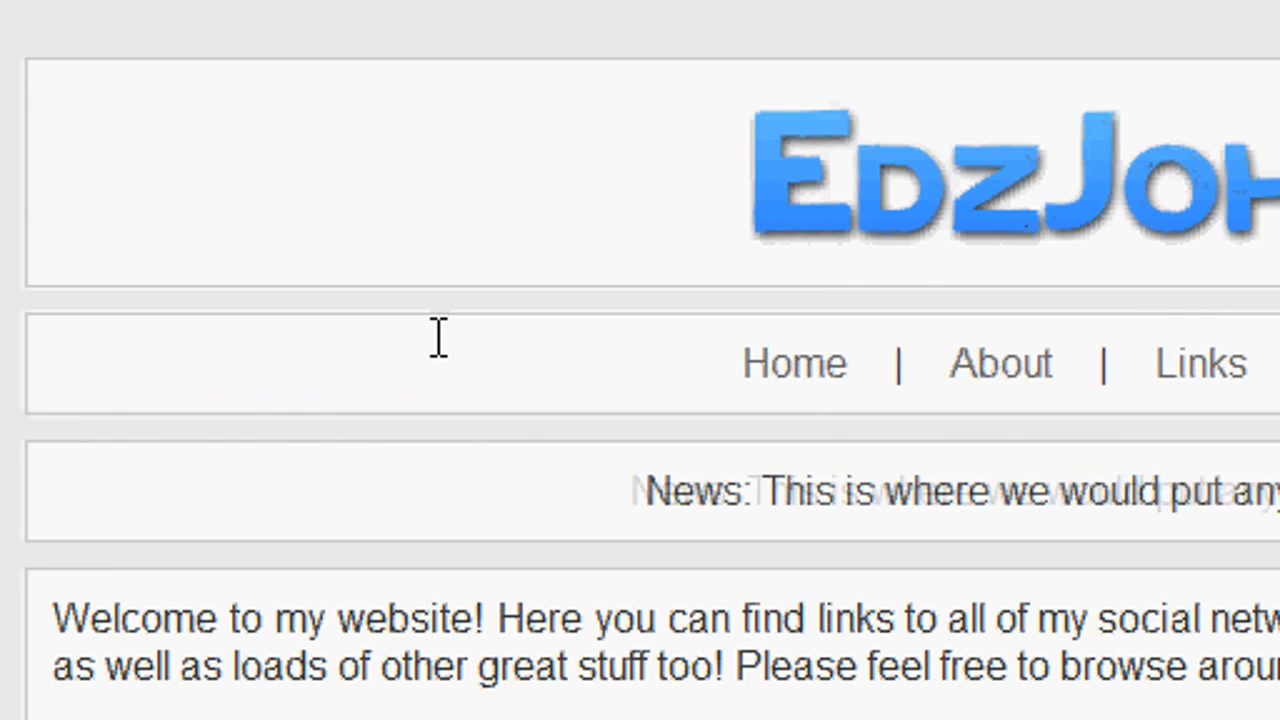 EdzJoh
Home | About | Links
News: This is where we would put any
Welcome to my website! Here you can find links to all of my social netw
as well as loads of other great stuff too! Please feel free to browse arou